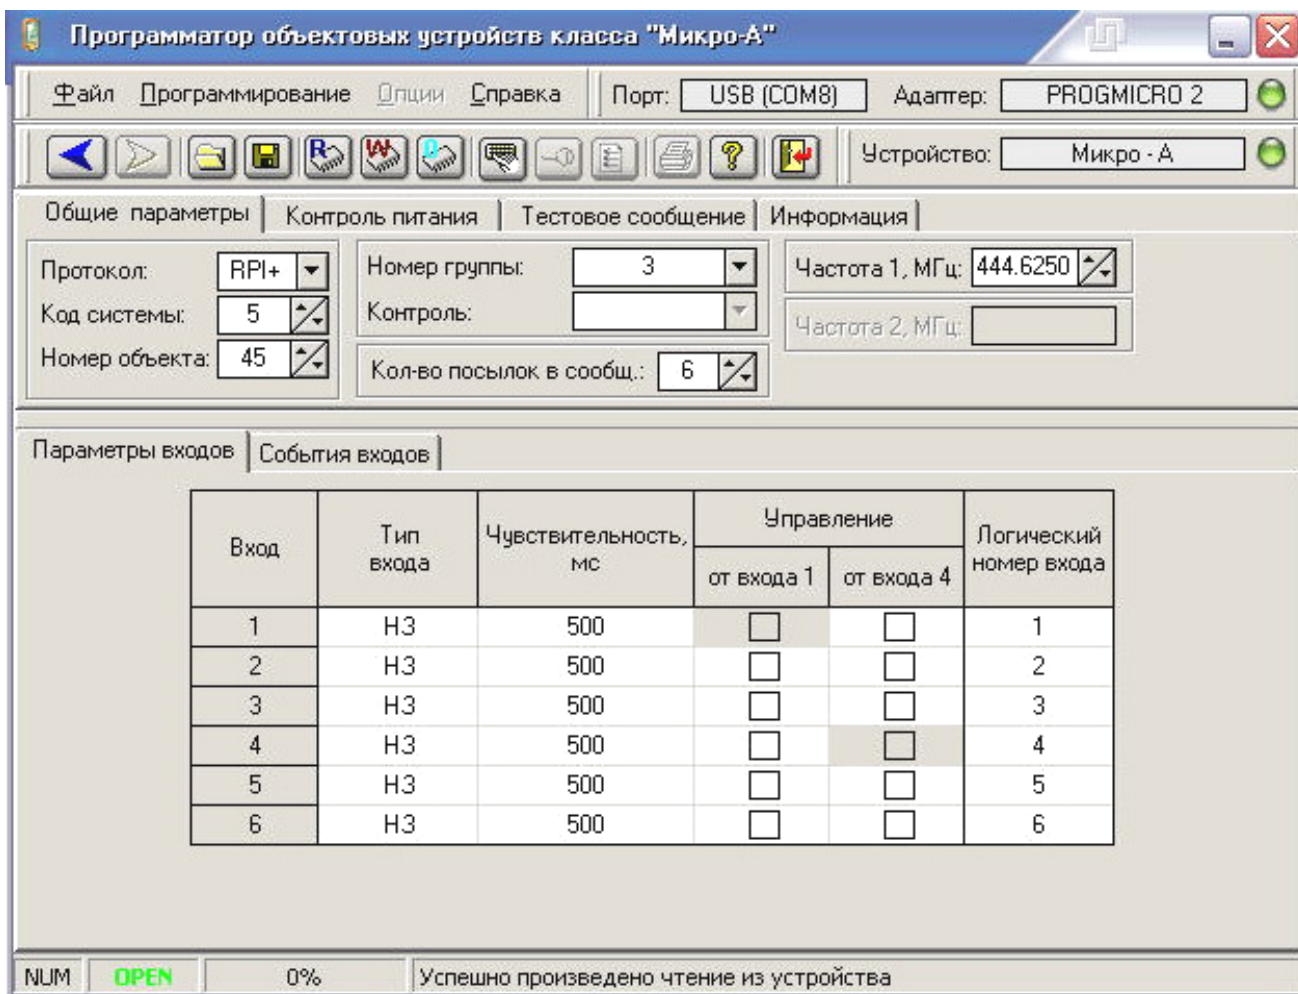 Программатор объектовых устройств класса "Микро-А"
Файл Программирование Опции Справка Порт: USB (COM8) Адаптер: PROGMICRO 2
R W D Устройство: Микро - А
Общие параметры Контроль питания Тестовое сообщение Информация
Протокол: RPI+ Номер группы: 3 Частота 1, МГц: 444.6250
Код системы: 5 Контроль: Частота 2, МГц:
Номер объекта: 45 Кол-во посылок в сообщ.: 6
Параметры входов События входов
Вход Тип входа Чувствительность, мс Управление Логический номер входа
от входа 1 от входа 4
1 НЗ 500 1
2 НЗ 500 2
3 НЗ 500 3
4 НЗ 500 4
5 НЗ 500 5
6 НЗ 500 6
NUM OPEN 0% Успешно произведено чтение из устройства